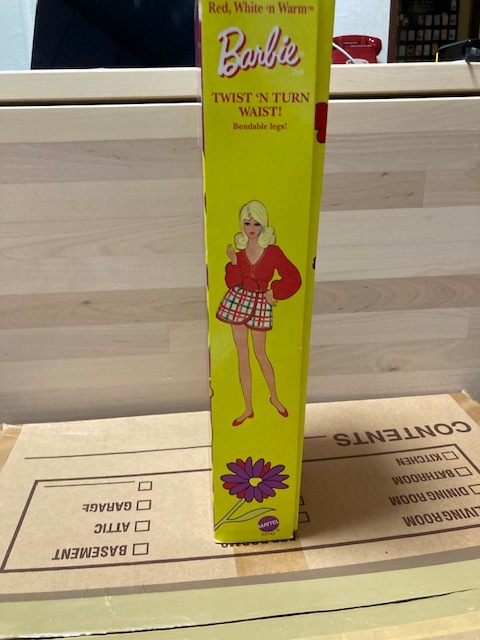 Red, White 'n Warm™
Barbie
TWIST 'N TURN
WAIST!
Bendable legs!
MATTEL
CONTENTS
KITCHEN
BATHROOM
DINING ROOM
LIVING ROOM
GARAGE
ATTIC
BASEMENT